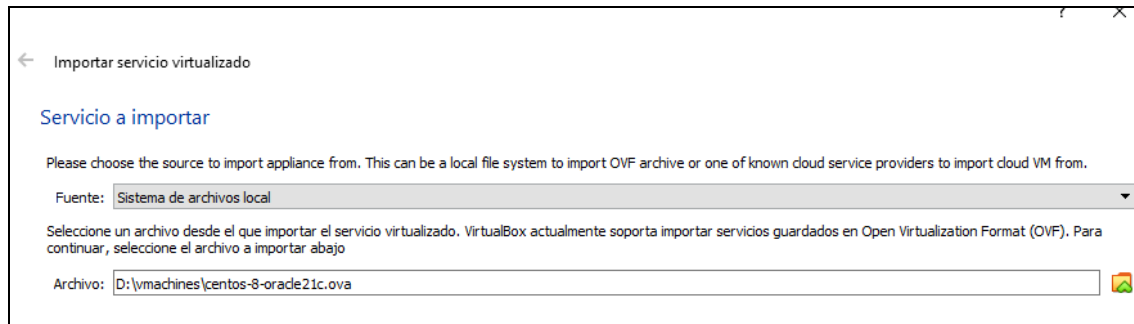 ?
Importar servicio virtualizado
Servicio a importar
Please choose the source to import appliance from. This can be a local file system to import OVF archive or one of known cloud service providers to import cloud VM from.
Fuente: Sistema de archivos local
Seleccione un archivo desde el que importar el servicio virtualizado. VirtualBox actualmente soporta importar servicios guardados en Open Virtualization Format (OVF). Para
continuar, seleccione el archivo a importar abajo
Archivo: D:\vmachines\centos-8-oracle21c.ova